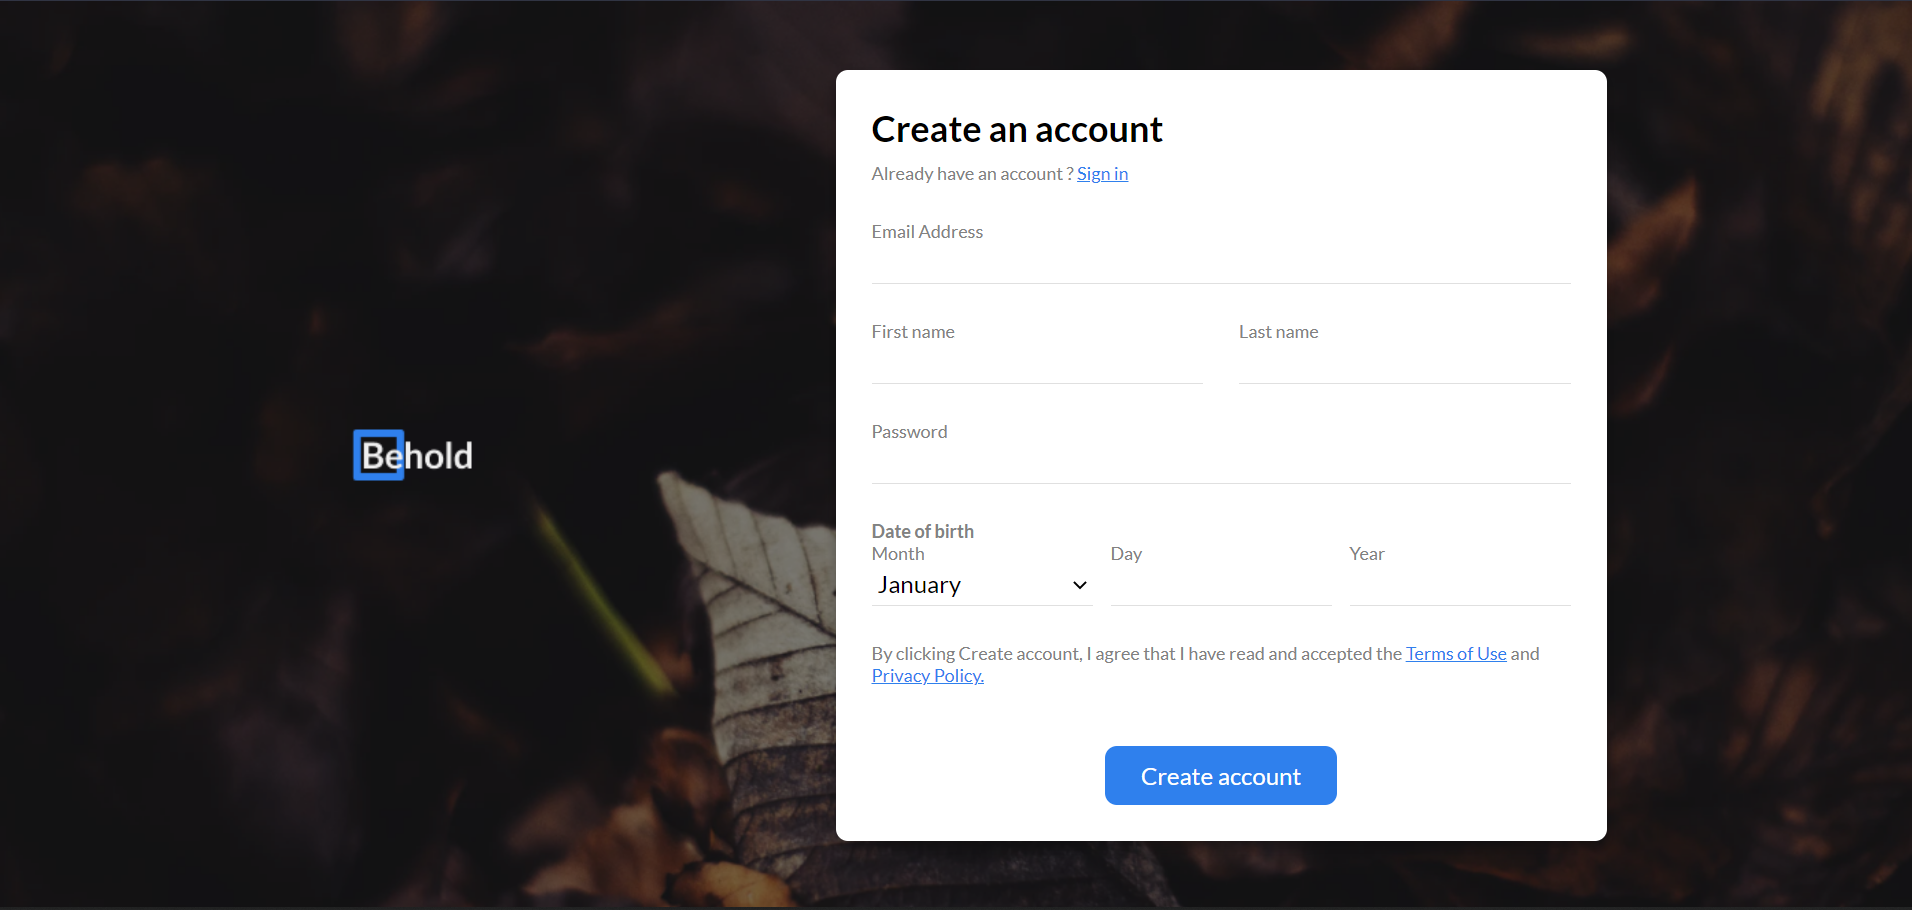 Behold
Create an account
Already have an account ? Sign in
Email Address
First name
Last name
Password
Date of birth
Month
Day
Year
January
By clicking Create account, I agree that I have read and accepted the Terms of Use and
Privacy Policy.
Create account